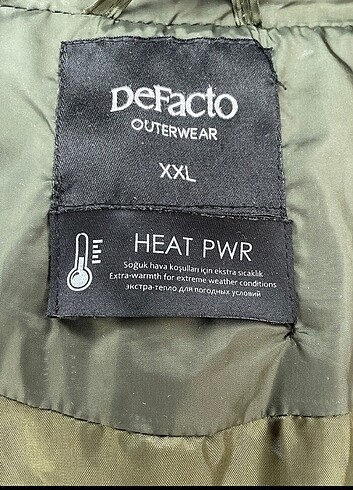 DeFacto
OUTERWEAR
XXL
HEAT PWR
Soğuk hava koşulları için ekstra sıcaklık
Extra-warmth for extreme weather conditions
экстра-тепло для погодных условий